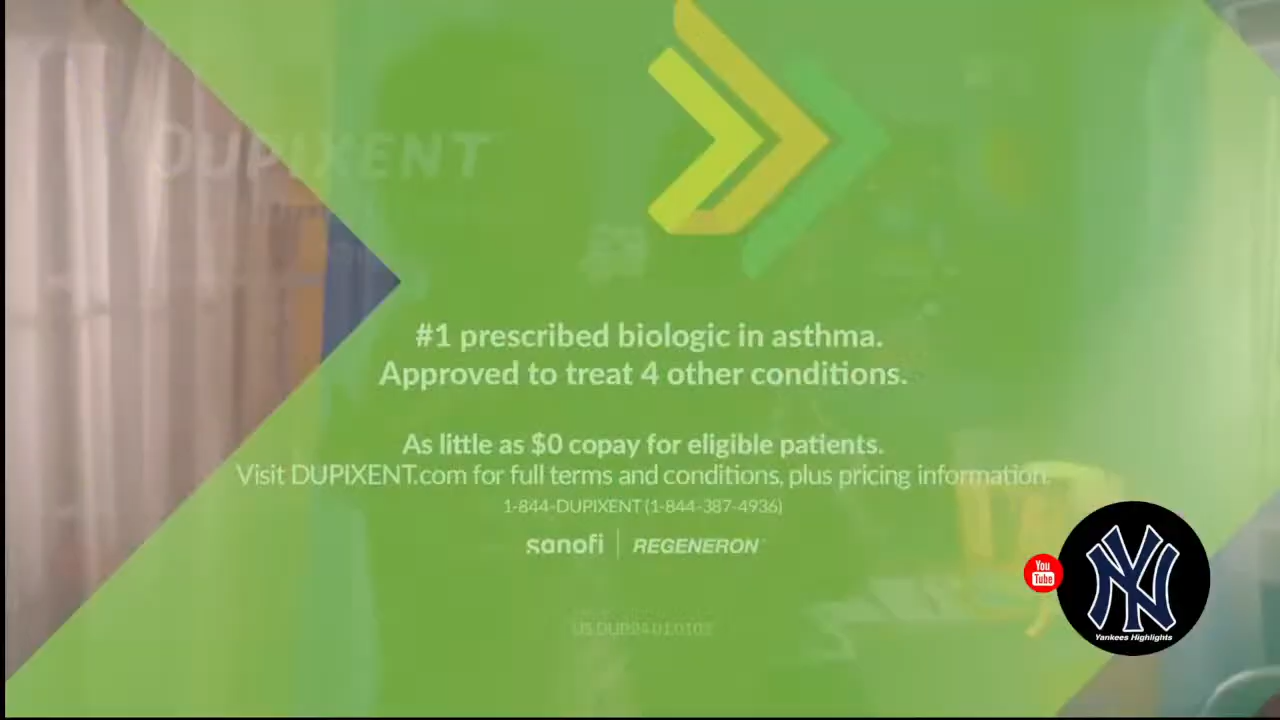 DUPIXENT
#1 prescribed biologic in asthma.
Approved to treat 4 other conditions.
As little as $0 copay for eligible patients.
Visit DUPIXENT.com for full terms and conditions, plus pricing information.
1-844-DUPIXENT (1-844-387-4936)
sanofi | REGENERON
You
Tube
NY
Yankees Highlights